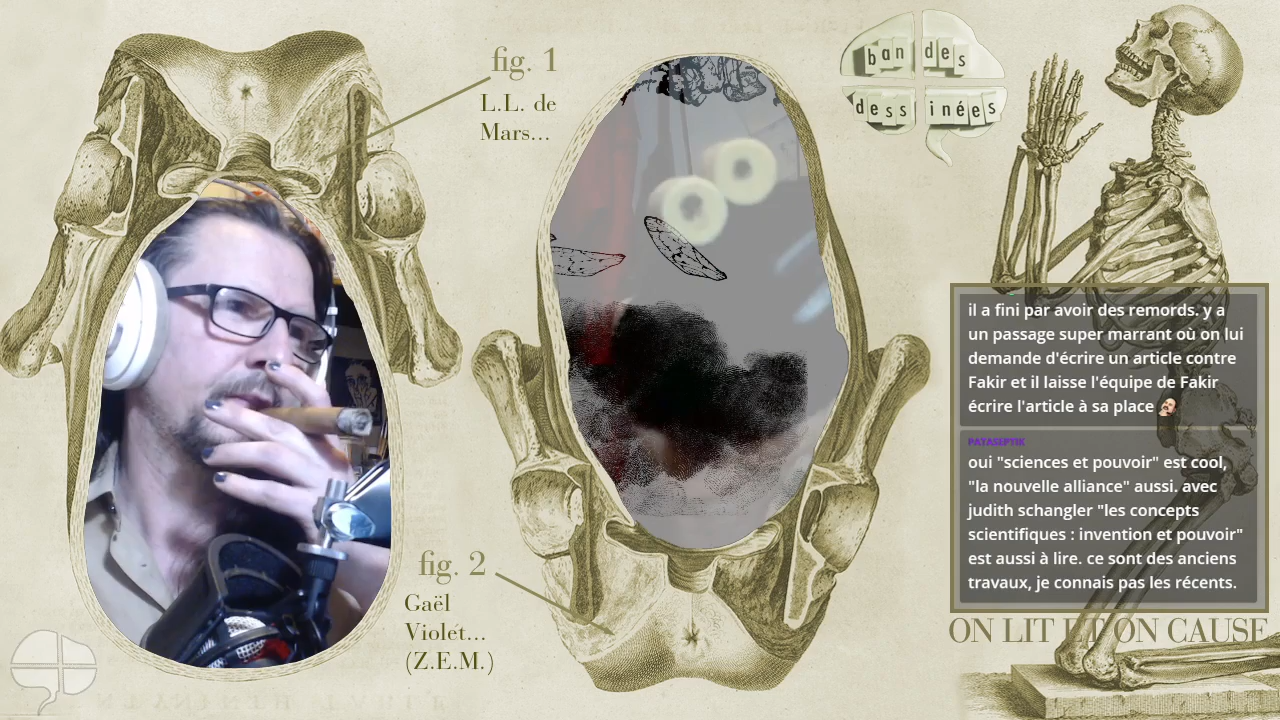 fig. 1
L.L. de
Mars...
ban des
dess inées
il a fini par avoir des remords. y a
un passage super marrant où on lui
demande d'écrire un article contre
Fakir et il laisse l'équipe de Fakir
écrire l'article à sa place
PATASEPTIK
oui "sciences et pouvoir" est cool,
"la nouvelle alliance" aussi. avec
judith schangler "les concepts
scientifiques : invention et pouvoir"
est aussi à lire. ce sont des anciens
travaux, je connais pas les récents.
fig. 2
Gaël
Violét...
(Z.E.M.)
ON LIT ET ON CAUSE